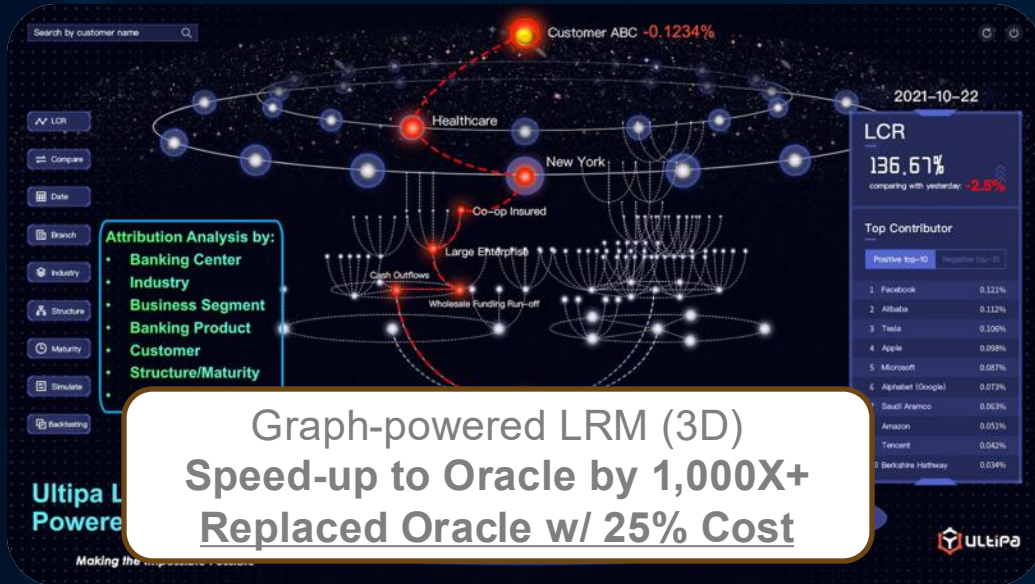 Search by customer name
Customer ABC -0.1234%
2021-10-22
Healthcare
New York
Co-op Insured
Large Enterprise
Cash Outflows
Wholesale Funding Run-off
LCR
Compare
Date
Branch
Industry
Structure
Maturity
Simulate
Backtesting
Attribution Analysis by:
• Banking Center
• Industry
• Business Segment
• Banking Product
• Customer
• Structure/Maturity
•
LCR
136.67%
comparing with yesterday: -2.5%
Top Contributor
Positive top-10 Negative top-10
1 Facebook 0.121%
2 Alibaba 0.112%
3 Tesla 0.106%
4 Apple 0.098%
5 Microsoft 0.087%
6 Alphabet (Google) 0.073%
Saudi Aramco 0.063%
Amazon 0.051%
Tencent 0.042%
Berkshire Hathway 0.034%
Graph-powered LRM (3D)
Speed-up to Oracle by 1,000X+
Replaced Oracle w/ 25% Cost
Ultipa
Making the
ULTIPA